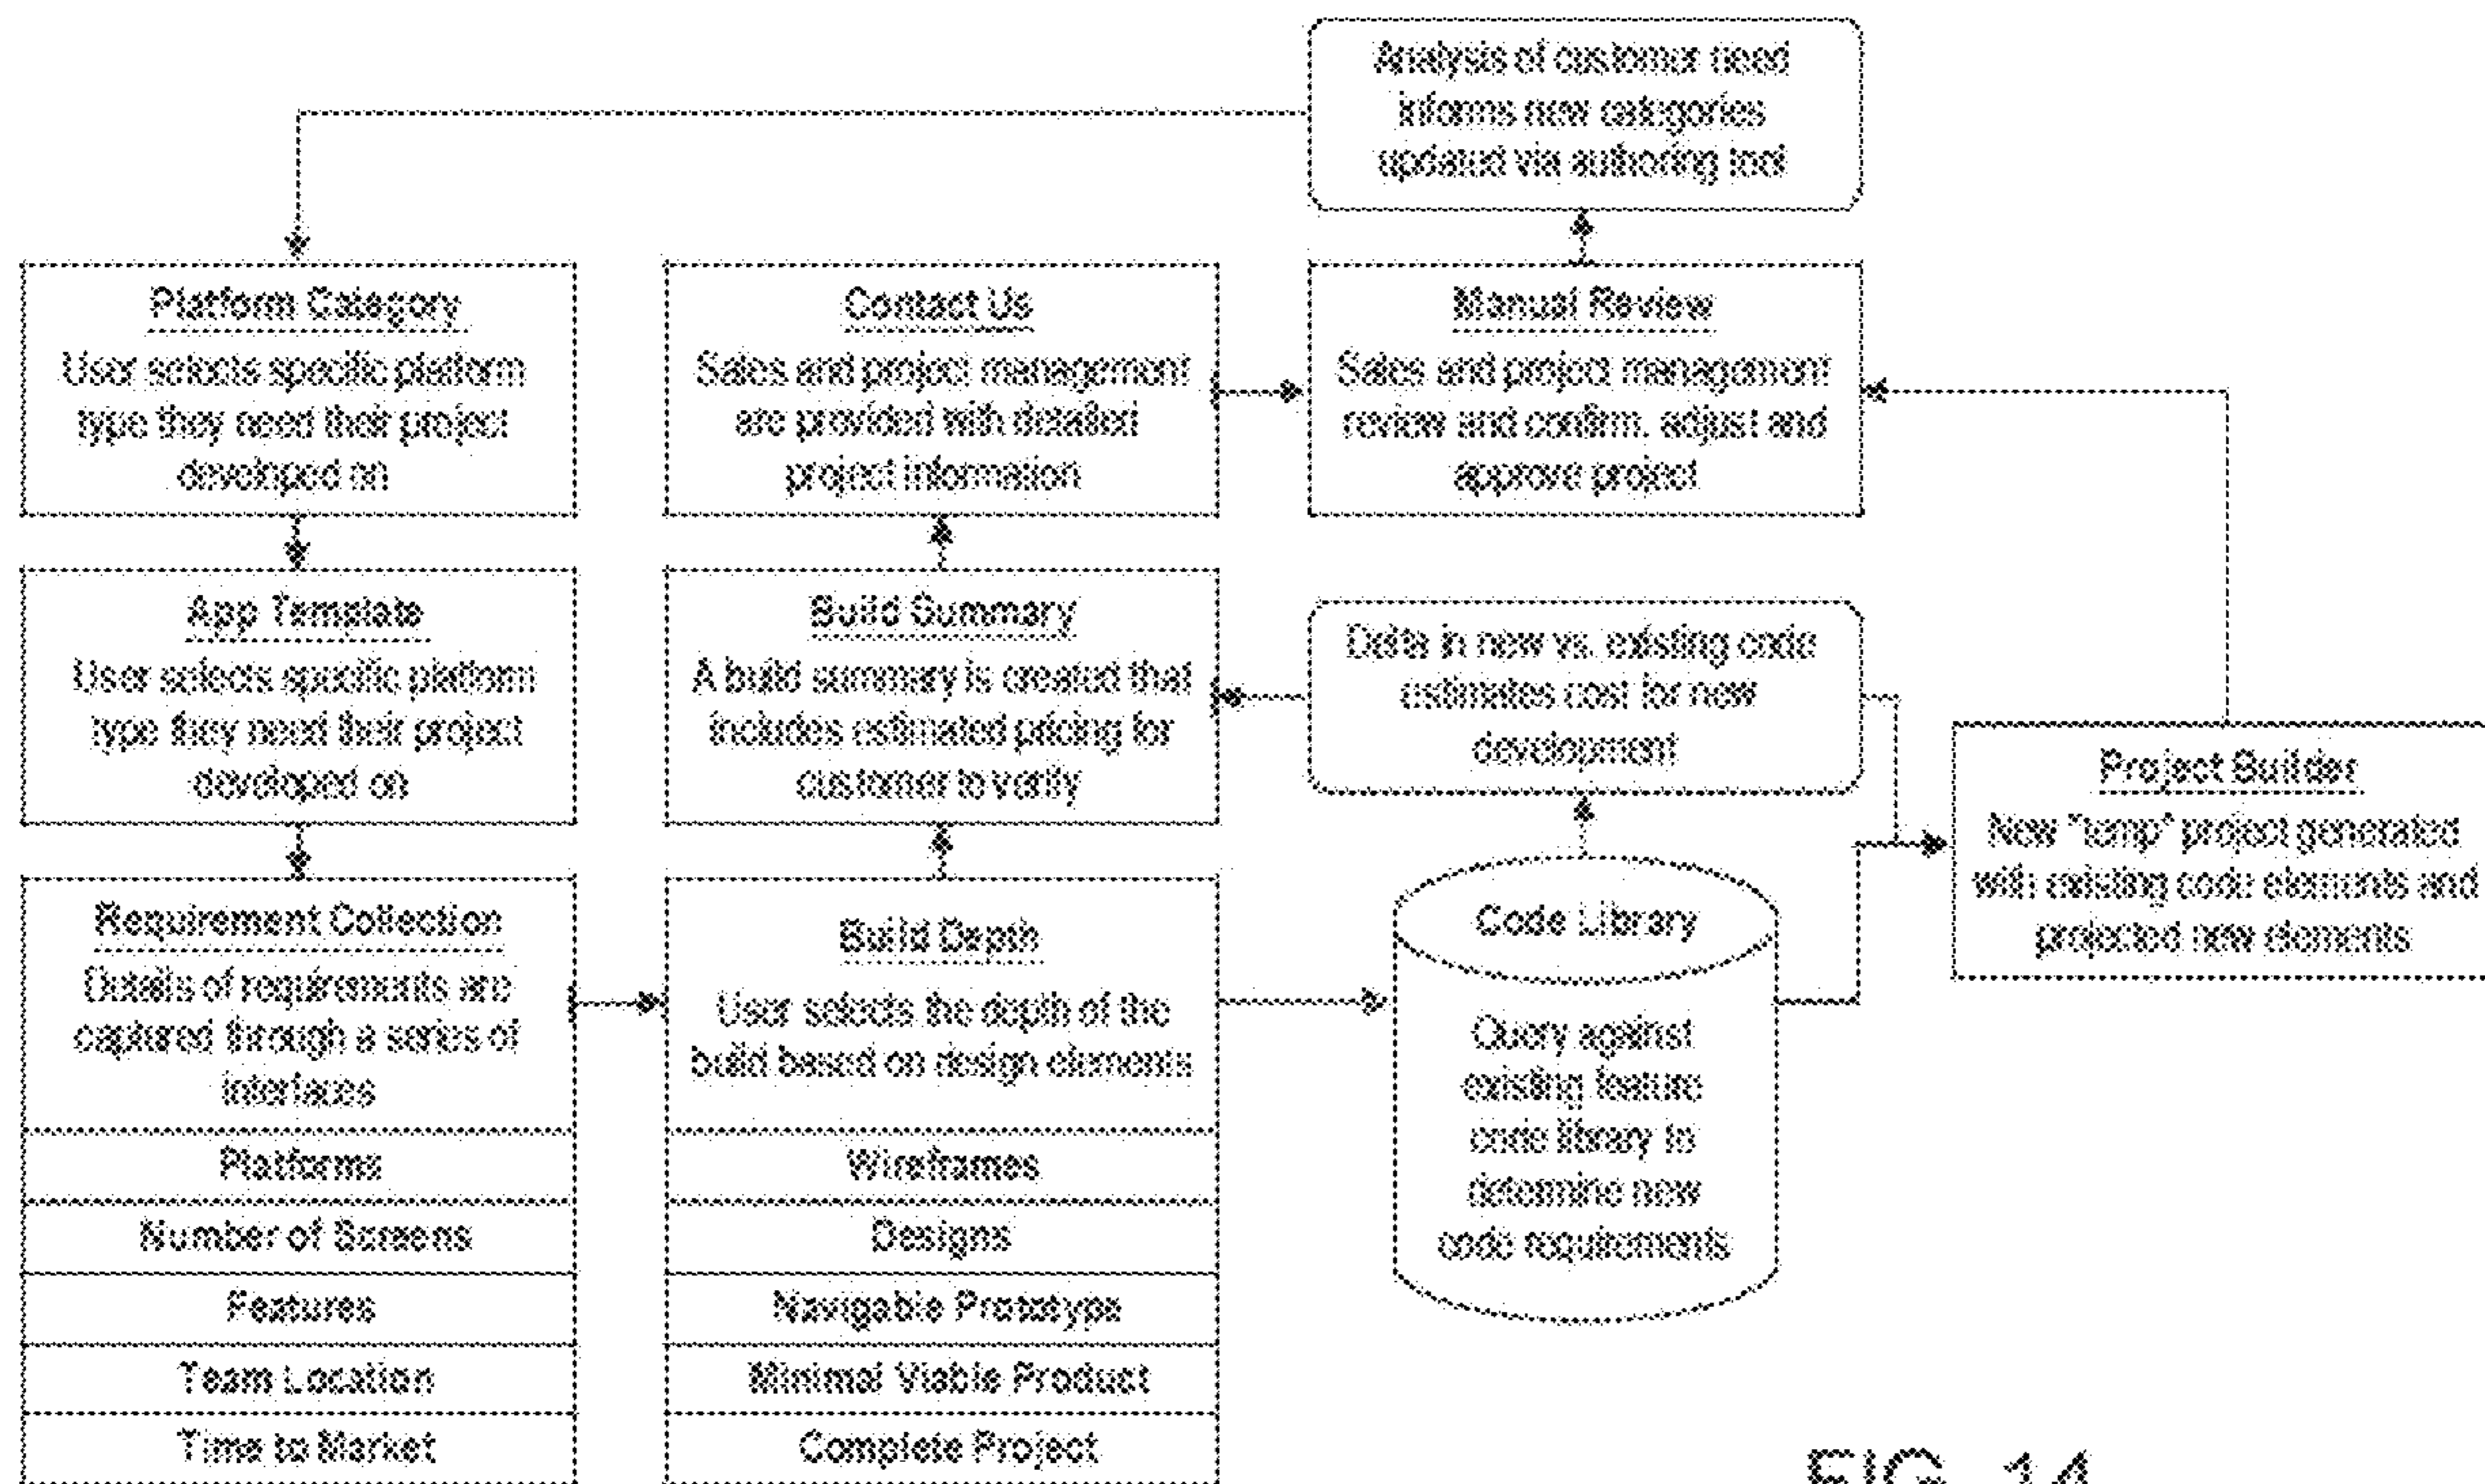 Analysis of customer need
informs new categories
updated via authoring tool
Platform Category
User selects specific platform
type they need their project
developed on
Contact Us
Sales and project management
are provided with detailed
project information
Manual Review
Sales and project management
review and confirm, adjust and
approve project
App Template
User selects specific platform
type they need their project
developed on
Build Summary
A build summary is created that
includes estimated pricing for
customer to verify
Delta in new vs. existing code
estimates cost for new
development
Project Builder
New "temp" project generated
with existing code elements and
projected new elements
Requirement Collection
Details of requirements are
captured through a series of
interfaces
Platforms
Number of Screens
Features
Team Location
Time to Market
Build Depth
User selects the depth of the
build based on design elements
Wireframes
Designs
Navigable Prototype
Minimal Viable Product
Complete Project
Code Library
Query against
existing feature
code library to
determine new
code requirements
FIG. 14